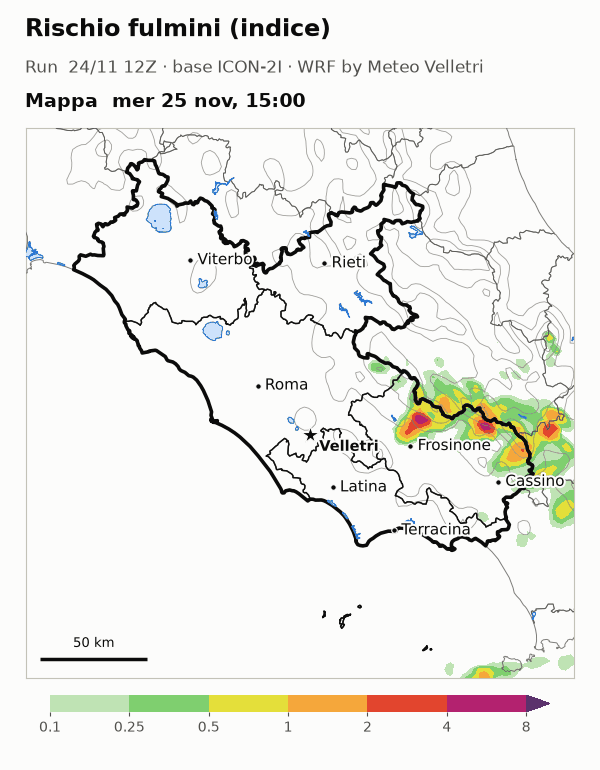 Rischio fulmini (indice)
Run 24/11 12Z · base ICON-2I · WRF by Meteo Velletri
Mappa mer 25 nov, 15:00
Viterbo
Rieti
Roma
Velletri
Frosinone
Latina
Cassino
Terracina
50 km
0.1 0.25 0.5 1 2 4 8